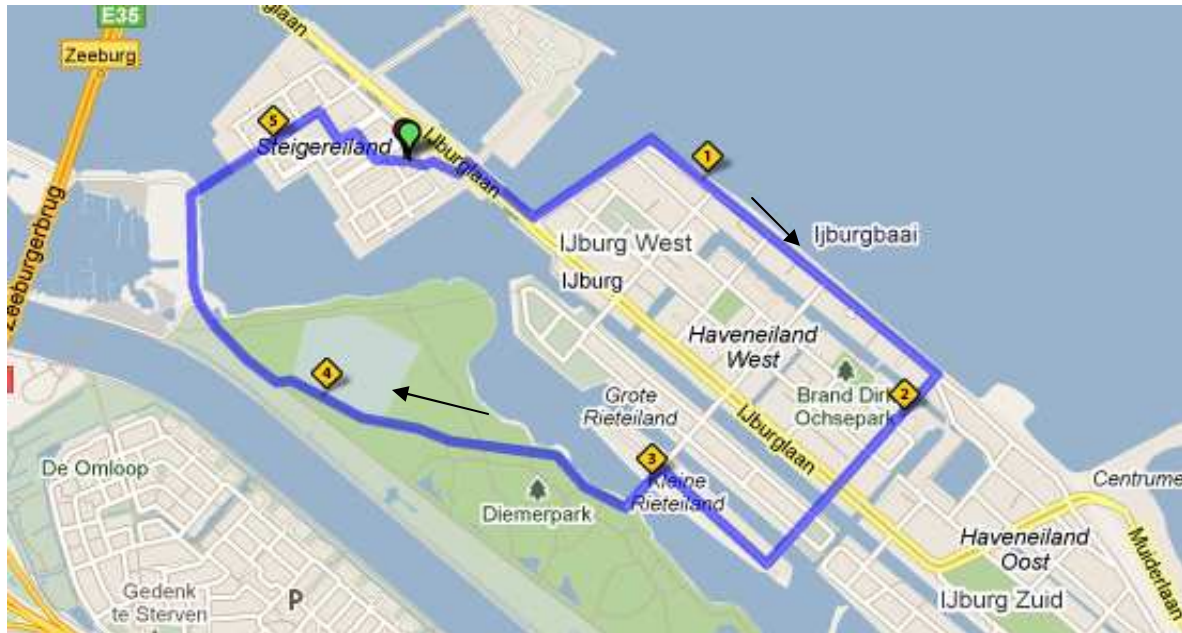 E35
Zeeburg
glaan
5
Steigereiland
IJburglaan
1
Ijburgbaai
IJburg West
IJburg
Zeeburgerbrug
Haveneiland
West
4
Grote
Rieteiland
Brand Dirk
Ochsepark
2
IJburglaan
De Omloop
3
Kleine
Rieteiland
Centrume
Diemerpark
Haveneiland
Oost
Muiderlaan
Gedenk
te Sterven
P
IJburg Zuid